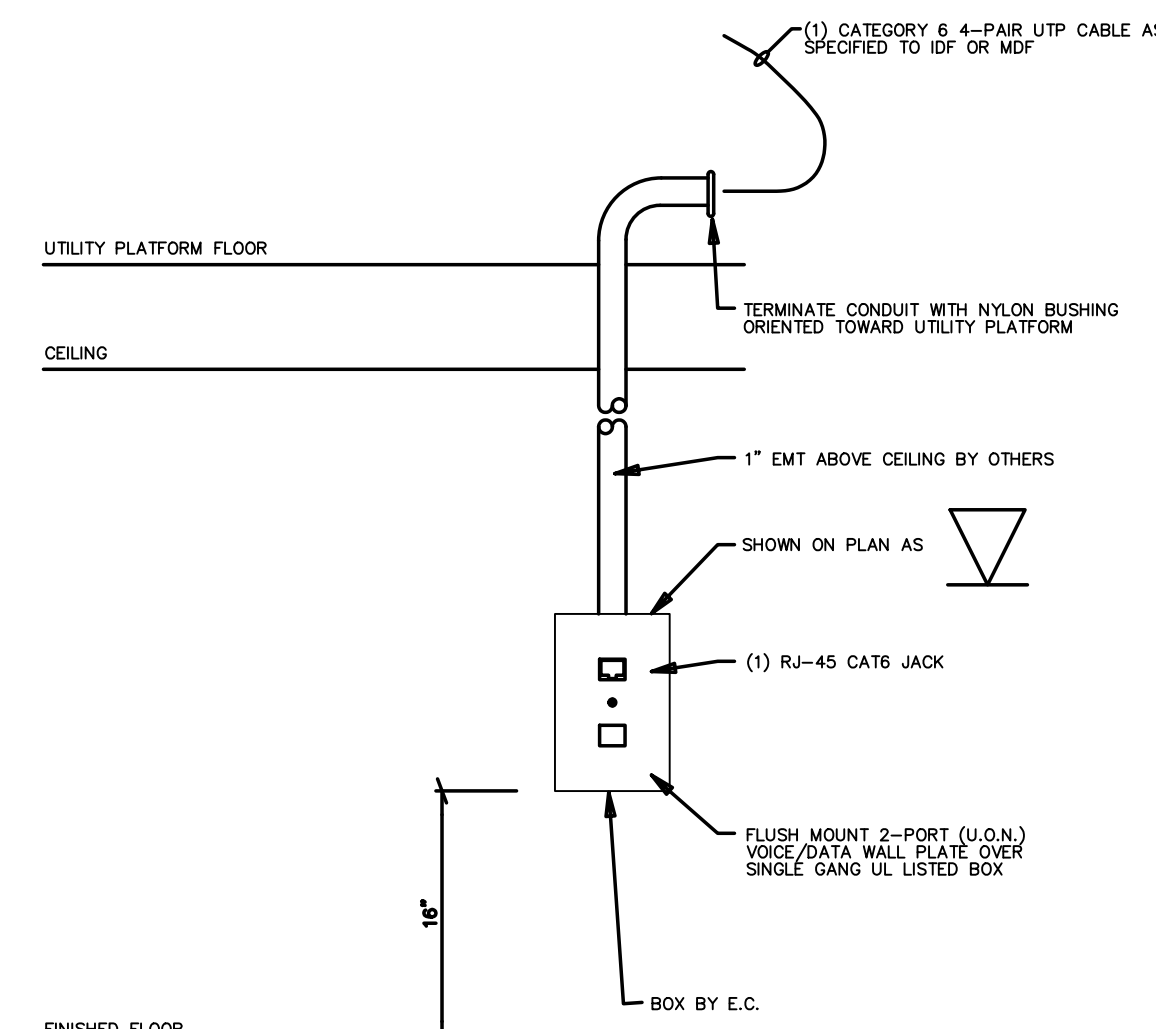 (1) CATEGORY 6 4-PAIR UTP CABLE AS
SPECIFIED TO IDF OR MDF
UTILITY PLATFORM FLOOR
TERMINATE CONDUIT WITH NYLON BUSHING
ORIENTED TOWARD UTILITY PLATFORM
CEILING
1" EMT ABOVE CEILING BY OTHERS
SHOWN ON PLAN AS
(1) RJ-45 CAT6 JACK
FLUSH MOUNT 2-PORT (U.O.N.)
VOICE/DATA WALL PLATE OVER
SINGLE GANG UL LISTED BOX
16"
BOX BY E.C.
FINISHED FLOOR